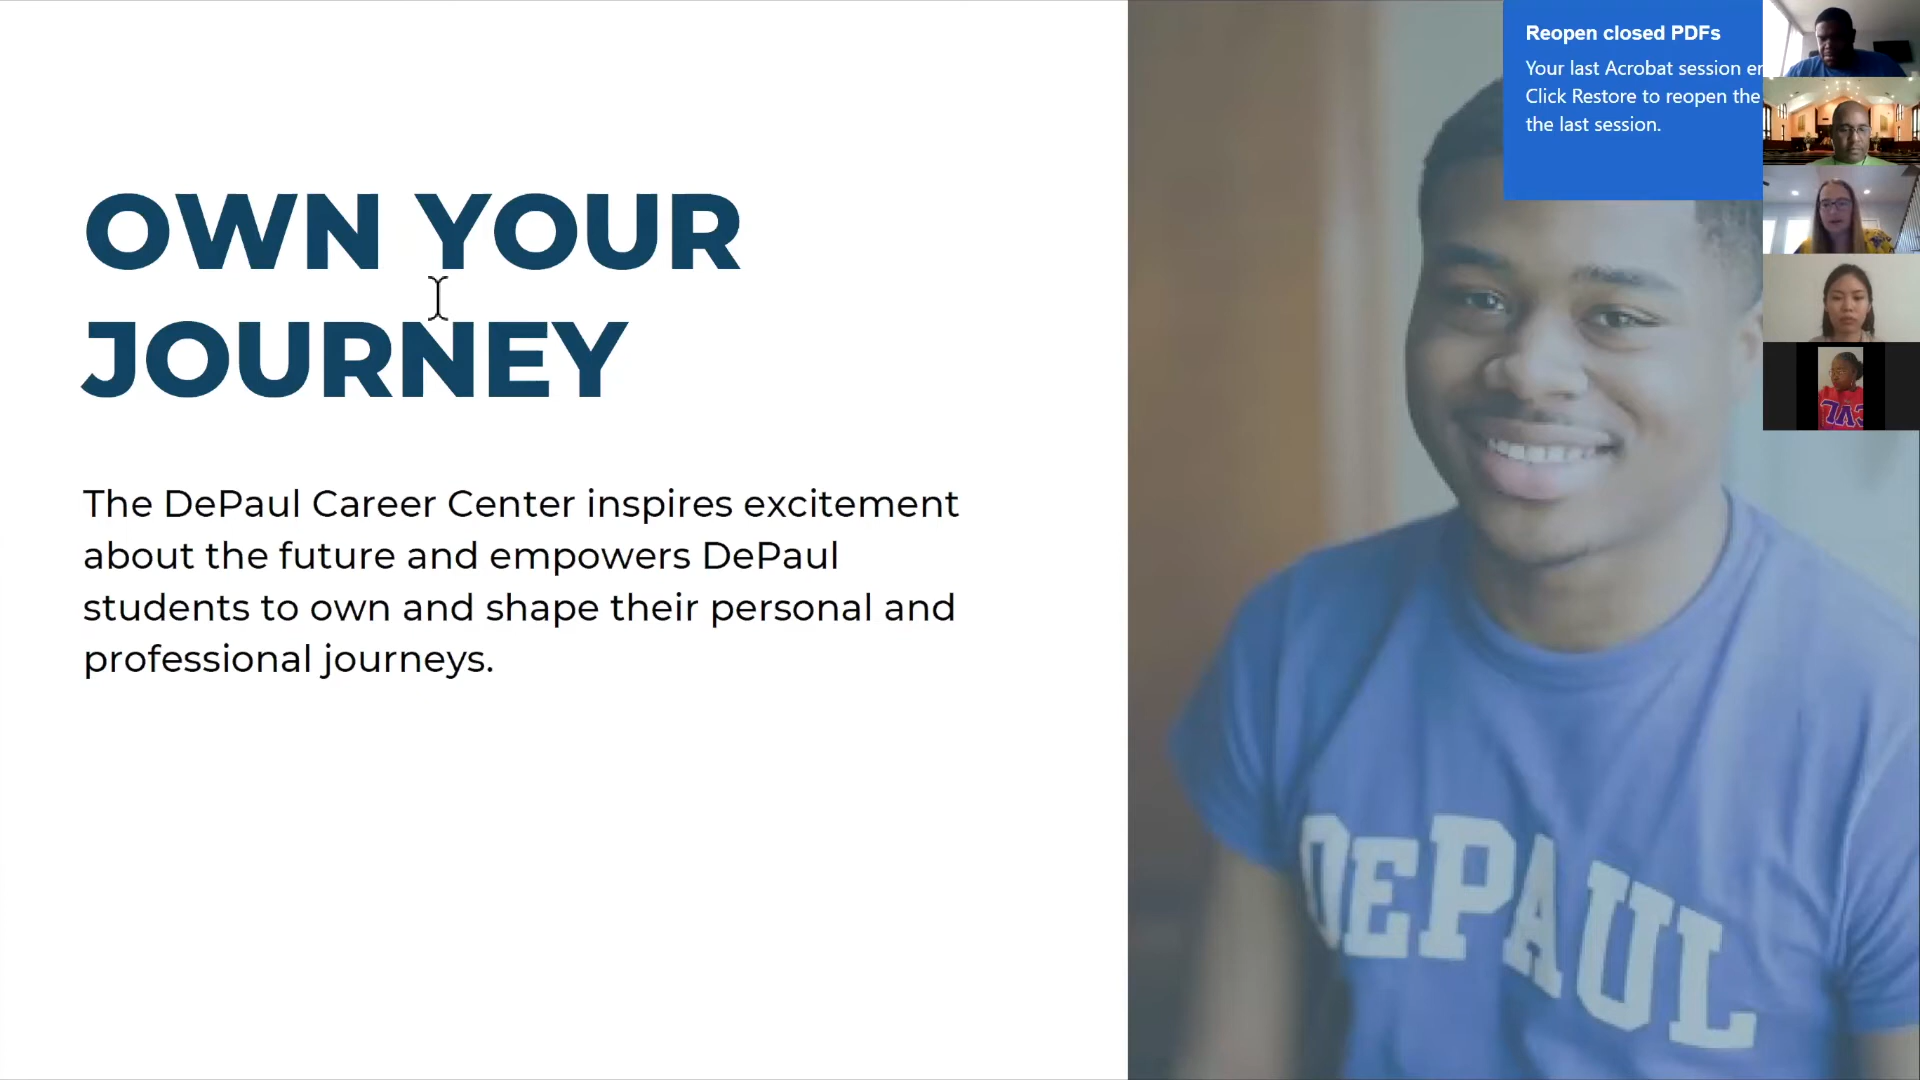 OWN YOUR
JOURNEY
The DePaul Career Center inspires excitement
about the future and empowers DePaul
students to own and shape their personal and
professional journeys.
Reopen closed PDFs
Your last Acrobat session
Click Restore to reopen the
the last session.
DEPAUL